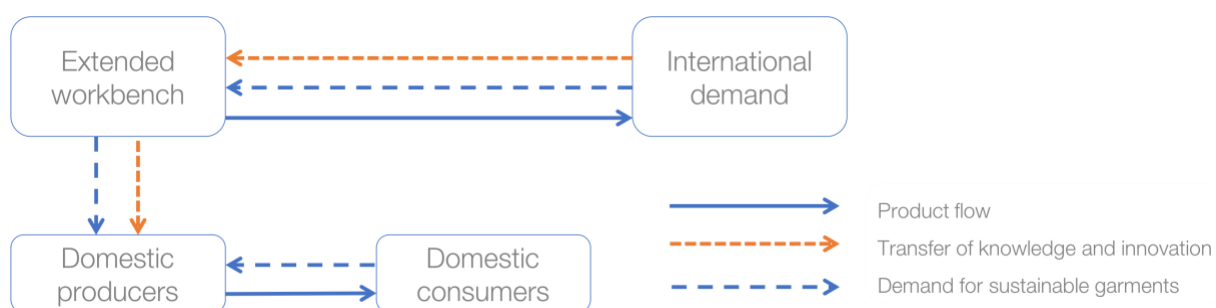 Extended
workbench
International
demand
Domestic
producers
Domestic
consumers
Product flow
Transfer of knowledge and innovation
Demand for sustainable garments